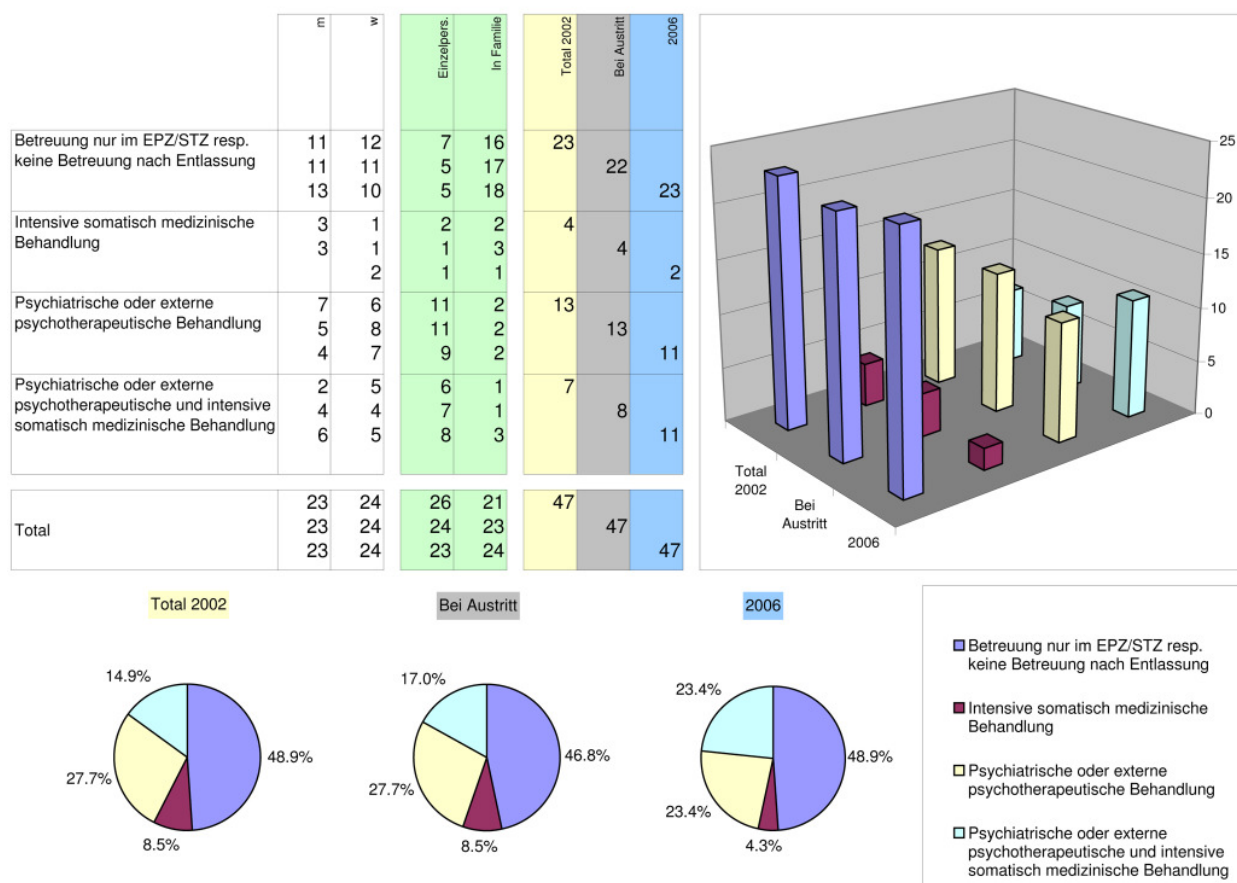 m w Einzelpers. In Familie Total 2002 Bei Austritt 2006
Betreuung nur im EPZ/STZ resp. 11 12 7 16 23
keine Betreuung nach Entlassung 11 11 5 17 22
13 10 5 18 23
Intensive somatisch medizinische 3 1 2 2 4
Behandlung 3 1 1 3 4
2 1 1 2
Psychiatrische oder externe 7 6 11 2 13
psychotherapeutische Behandlung 5 8 11 2 13
4 7 9 2 11
Psychiatrische oder externe 2 5 6 1 7
psychotherapeutische und intensive 4 4 7 1 8
somatisch medizinische Behandlung 6 5 8 3 11
23 24 26 21 47
Total 23 24 24 23 47
23 24 23 24 47
25
20
15
10
5
0
Total
2002
Bei
Austritt
2006
Total 2002
14.9%
48.9%
27.7%
8.5%
Bei Austritt
17.0%
46.8%
27.7%
8.5%
2006
23.4%
48.9%
23.4%
4.3%
Betreuung nur im EPZ/STZ resp.
keine Betreuung nach Entlassung
Intensive somatisch medizinische
Behandlung
Psychiatrische oder externe
psychotherapeutische Behandlung
Psychiatrische oder externe
psychotherapeutische und intensive
somatisch medizinische Behandlung